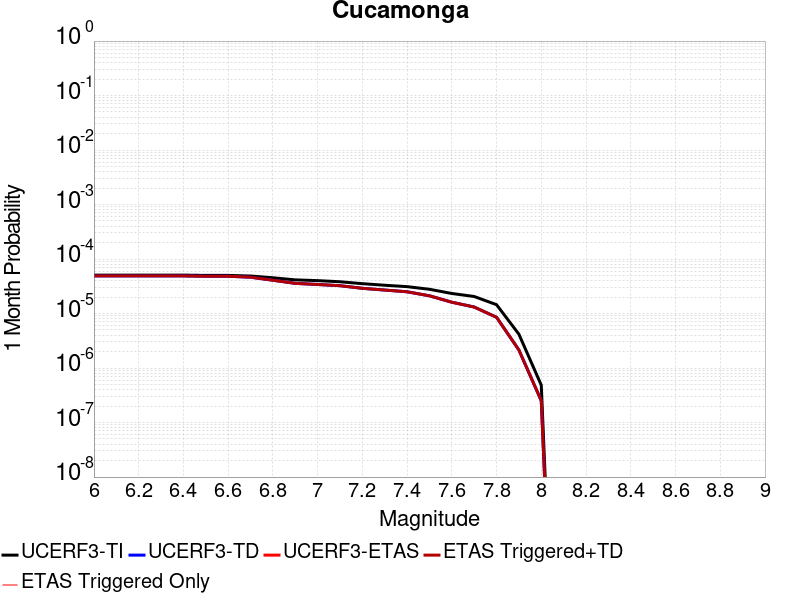 Cucamonga
1 Month Probability
10^0
10^-1
10^-2
10^-3
10^-4
10^-5
10^-6
10^-7
10^-8
6 6.2 6.4 6.6 6.8 7 7.2 7.4 7.6 7.8 8 8.2 8.4 8.6 8.8 9
Magnitude
UCERF3-TI UCERF3-TD UCERF3-ETAS ETAS Triggered+TD
ETAS Triggered Only